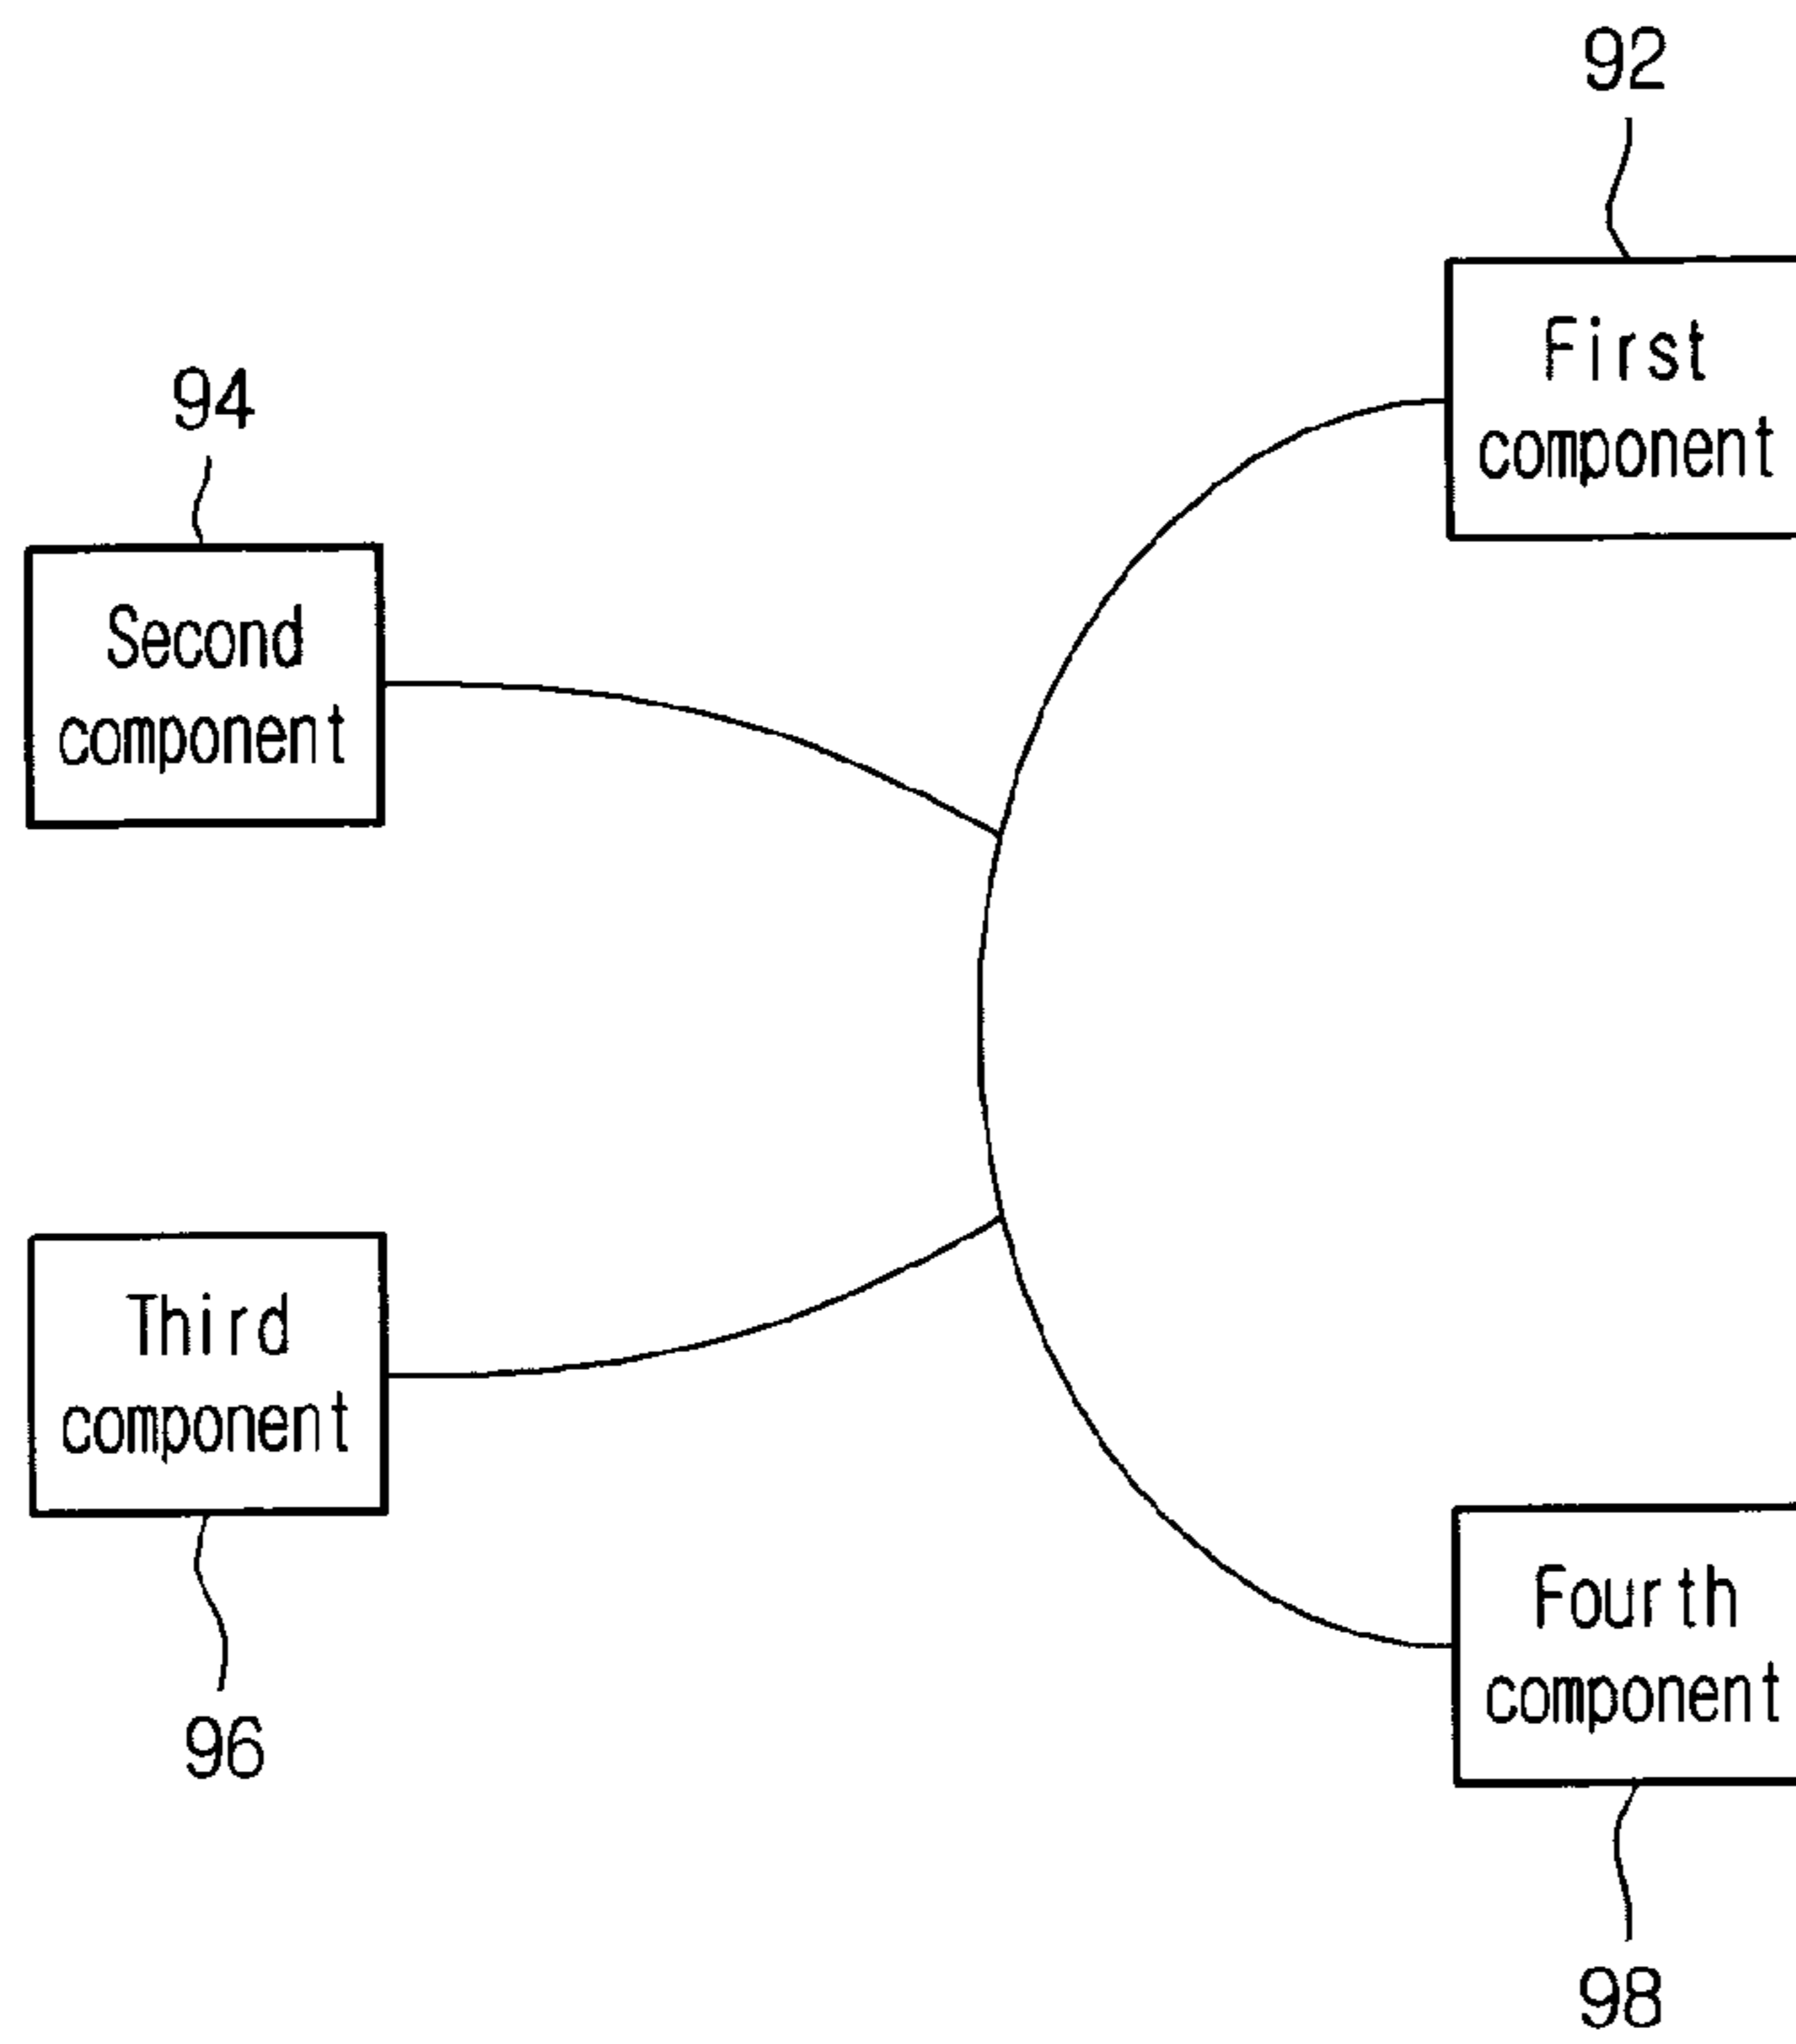 92
First
component
94
Second
component
Third
component
96
Fourth
component
98